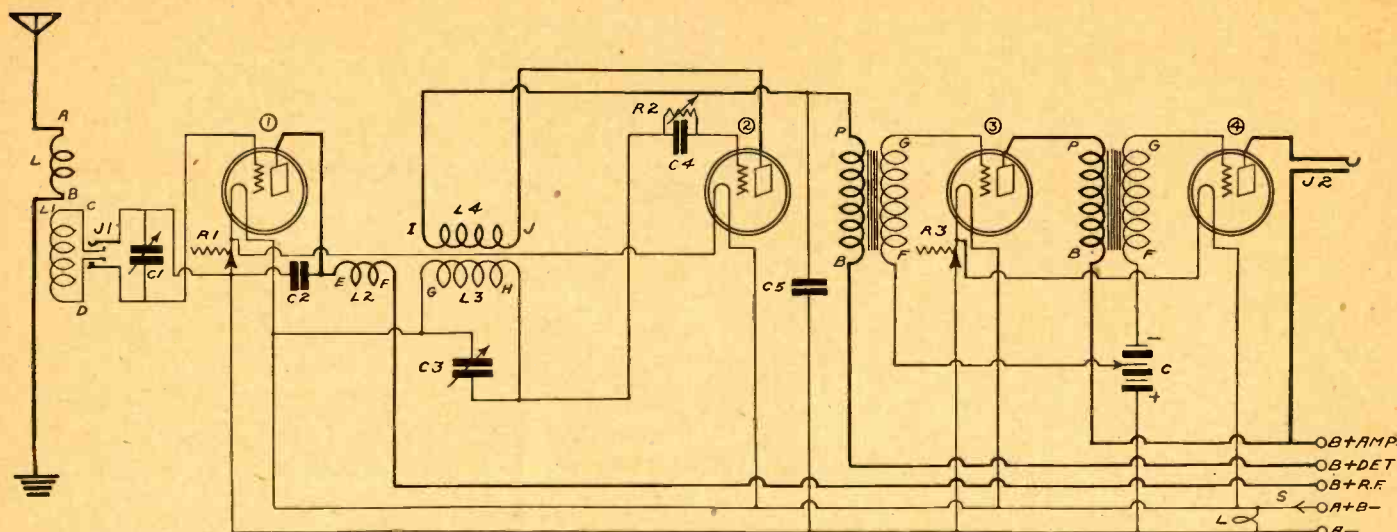 A
L
B
L1
C
J1
C1
D
①
R1
C2
E
L2
F
I
L4
J
G
L3
H
C3
R2
C4
②
C5
P
B
G
F
③
R3
P
B
G
F
④
J2
-
C
+
B+AMP.
B+DET
B+R.F.
S
A+B-
L
A-